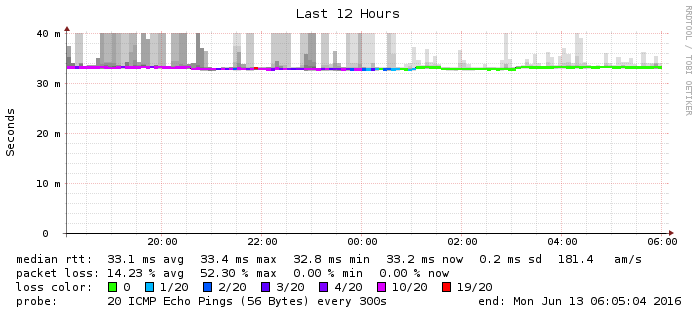 Last 12 Hours
RRDTOOL / TOBI OETIKER
Seconds
40 m
30 m
20 m
10 m
0
20:00 22:00 00:00 02:00 04:00 06:00
median rtt: 33.1 ms avg 33.4 ms max 32.8 ms min 33.2 ms now 0.2 ms sd 181.4 am/s
packet loss: 14.23 % avg 52.30 % max 0.00 % min 0.00 % now
loss color: 0 1/20 2/20 3/20 4/20 10/20 19/20
probe: 20 ICMP Echo Pings (56 Bytes) every 300s end: Mon Jun 13 06:05:04 2016